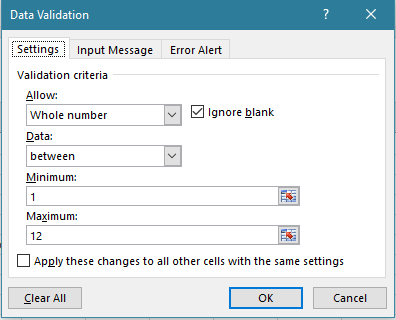 Data Validation ?
Settings Input Message Error Alert
Validation criteria
Allow:
Whole number Ignore blank
Data:
between
Minimum:
1
Maximum:
12
Apply these changes to all other cells with the same settings
Clear All OK Cancel